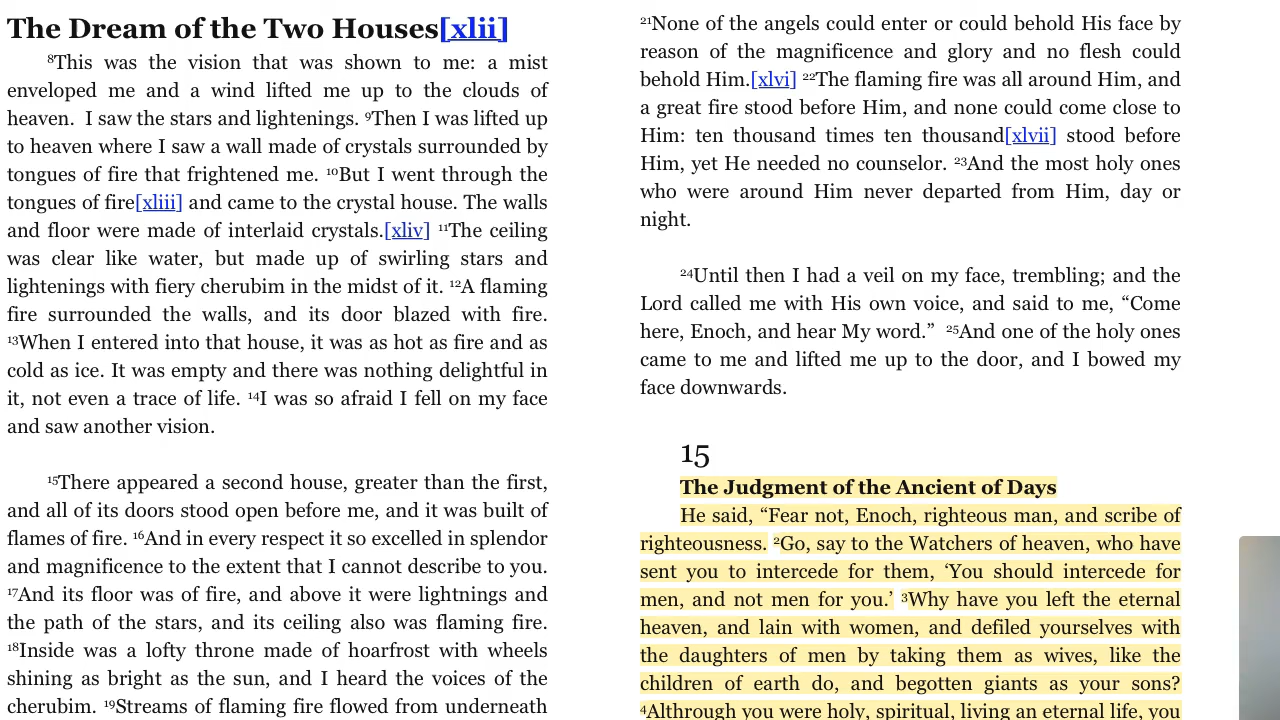 The Dream of the Two Houses[xlii]
⁸This was the vision that was shown to me: a mist
enveloped me and a wind lifted me up to the clouds of
heaven.  I saw the stars and lightenings. ⁹Then I was lifted up
to heaven where I saw a wall made of crystals surrounded by
tongues of fire that frightened me. ¹⁰But I went through the
tongues of fire[xliii] and came to the crystal house. The walls
and floor were made of interlaid crystals.[xliv] ¹¹The ceiling
was clear like water, but made up of swirling stars and
lightenings with fiery cherubim in the midst of it. ¹²A flaming
fire surrounded the walls, and its door blazed with fire.
¹³When I entered into that house, it was as hot as fire and as
cold as ice. It was empty and there was nothing delightful in
it, not even a trace of life. ¹⁴I was so afraid I fell on my face
and saw another vision.
¹⁵There appeared a second house, greater than the first,
and all of its doors stood open before me, and it was built of
flames of fire. ¹⁶And in every respect it so excelled in splendor
and magnificence to the extent that I cannot describe to you.
¹⁷And its floor was of fire, and above it were lightnings and
the path of the stars, and its ceiling also was flaming fire.
¹⁸Inside was a lofty throne made of hoarfrost with wheels
shining as bright as the sun, and I heard the voices of the
cherubim. ¹⁹Streams of flaming fire flowed from underneath
²¹None of the angels could enter or could behold His face by
reason of the magnificence and glory and no flesh could
behold Him.[xlvi] ²²The flaming fire was all around Him, and
a great fire stood before Him, and none could come close to
Him: ten thousand times ten thousand[xlvii] stood before
Him, yet He needed no counselor. ²³And the most holy ones
who were around Him never departed from Him, day or
night.
²⁴Until then I had a veil on my face, trembling; and the
Lord called me with His own voice, and said to me, “Come
here, Enoch, and hear My word.”  ²⁵And one of the holy ones
came to me and lifted me up to the door, and I bowed my
face downwards.
15
The Judgment of the Ancient of Days
He said, “Fear not, Enoch, righteous man, and scribe of
righteousness. ²Go, say to the Watchers of heaven, who have
sent you to intercede for them, ‘You should intercede for
men, and not men for you.’ ³Why have you left the eternal
heaven, and lain with women, and defiled yourselves with
the daughters of men by taking them as wives, like the
children of earth do, and begotten giants as your sons?
⁴Although you were holy, spiritual, living an eternal life, you